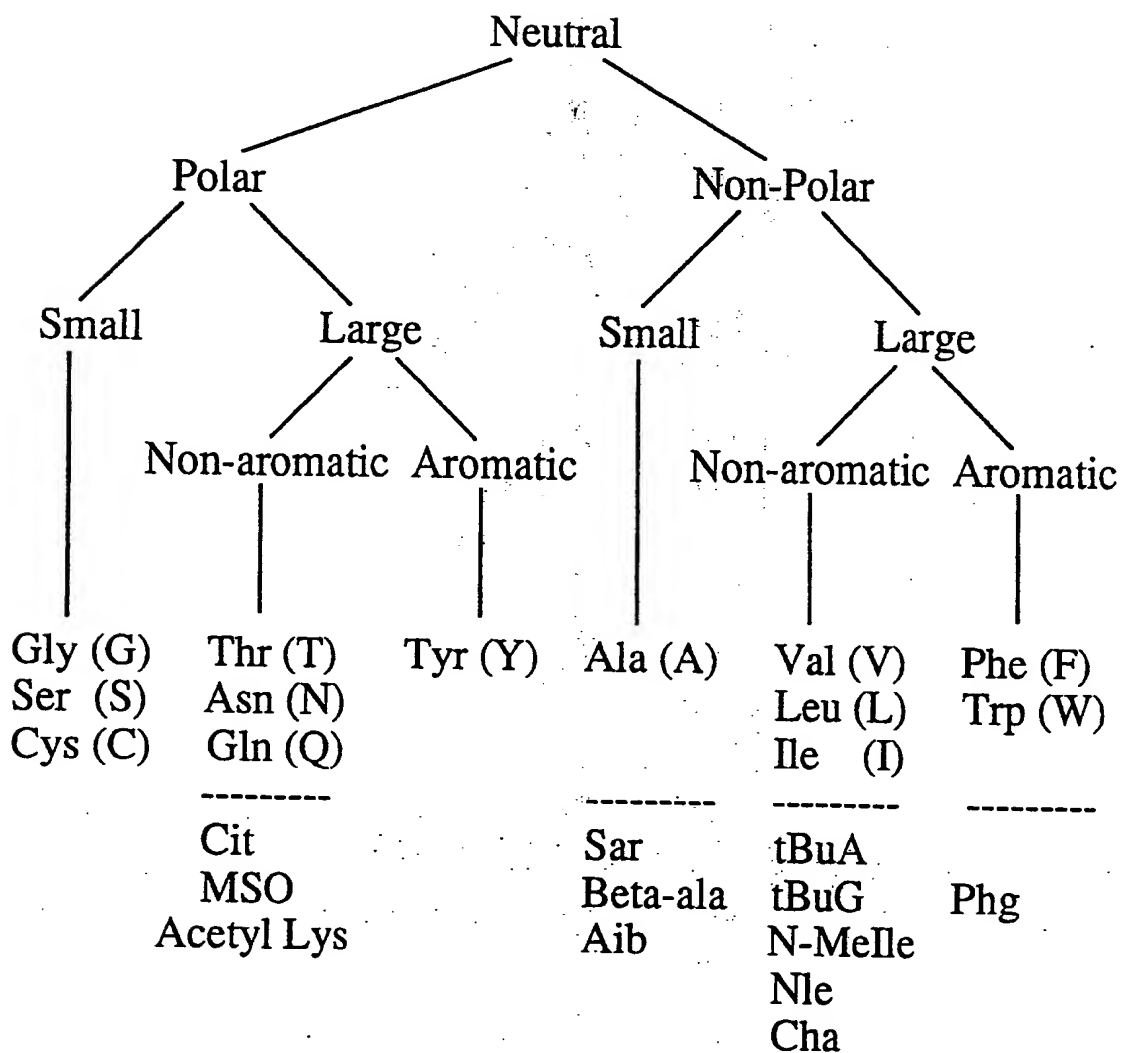 Neutral
Polar Non-Polar
Small Large Small Large
Non-aromatic Aromatic Non-aromatic Aromatic
Gly (G) Thr (T) Tyr (Y) Ala (A) Val (V) Phe (F)
Ser (S) Asn (N) Leu (L) Trp (W)
Cys (C) Gln (Q) Ile (I)
--------- --------- --------- ---------
Cit Sar tBuA
MSO Beta-ala tBuG Phg
Acetyl Lys Aib N-MeIle
Nle
Cha